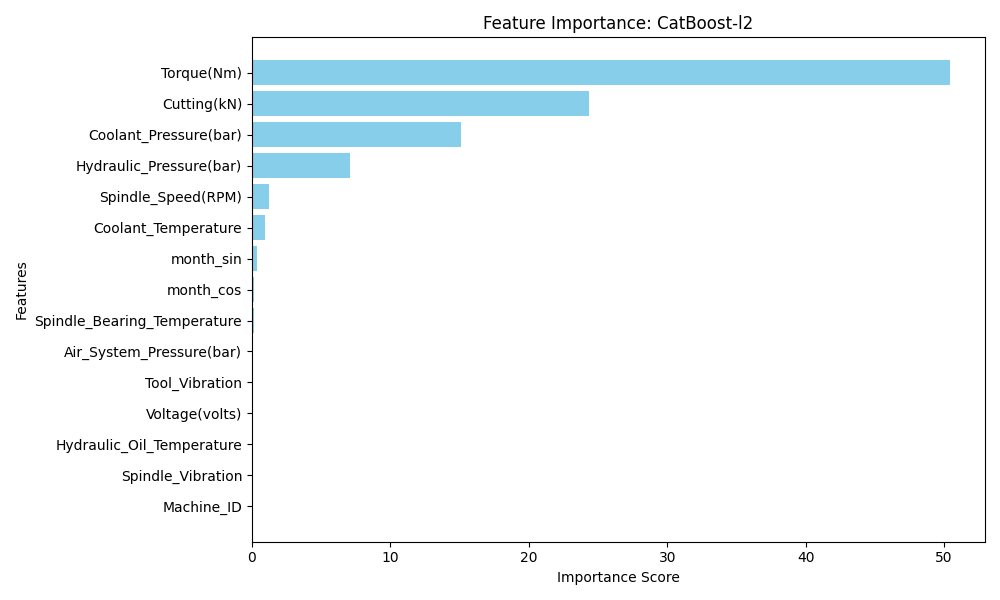 Feature Importance: CatBoost-l2
Torque(Nm)
Cutting(kN)
Coolant_Pressure(bar)
Hydraulic_Pressure(bar)
Spindle_Speed(RPM)
Coolant_Temperature
month_sin
month_cos
Spindle_Bearing_Temperature
Air_System_Pressure(bar)
Tool_Vibration
Voltage(volts)
Hydraulic_Oil_Temperature
Spindle_Vibration
Machine_ID
Features
0 10 20 30 40 50
Importance Score